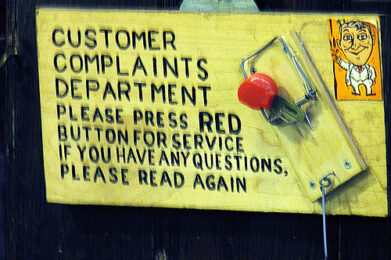 CUSTOMER
COMPLAINTS
DEPARTMENT
PLEASE PRESS RED
BUTTON FOR SERVICE
IF YOU HAVE ANY QUESTIONS,
PLEASE READ AGAIN